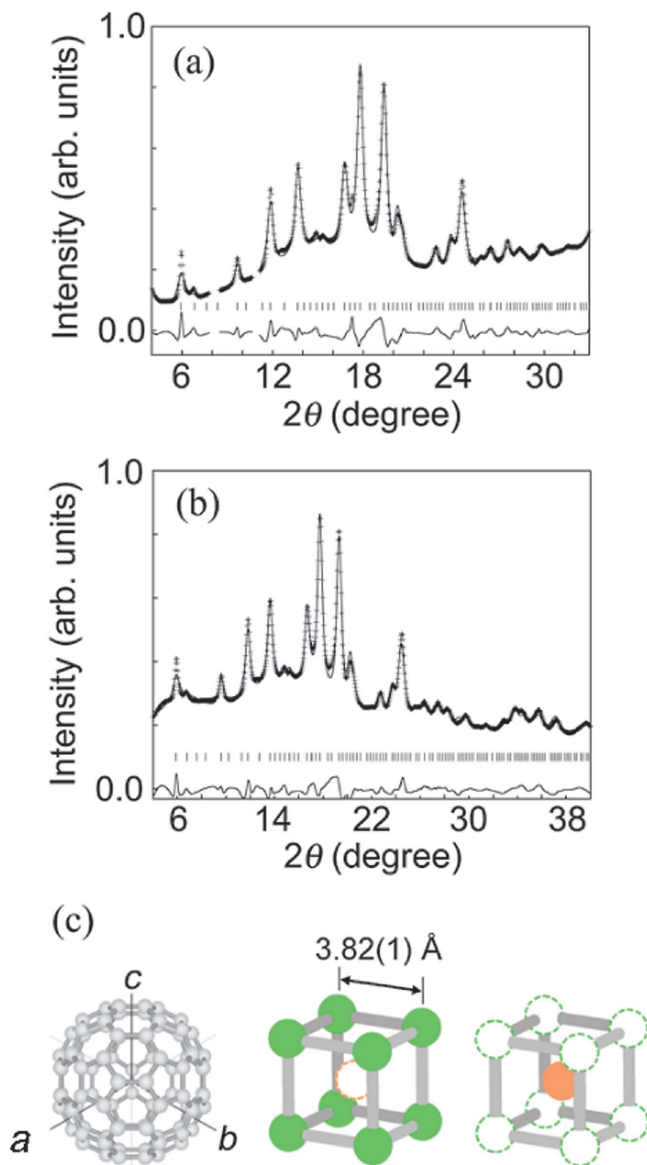 (a)
1.0
0.0
Intensity (arb. units)
6 12 18 24 30
2θ (degree)
(b)
1.0
0.0
Intensity (arb. units)
6 14 22 30 38
2θ (degree)
(c)
3.82(1) Å
c
a b